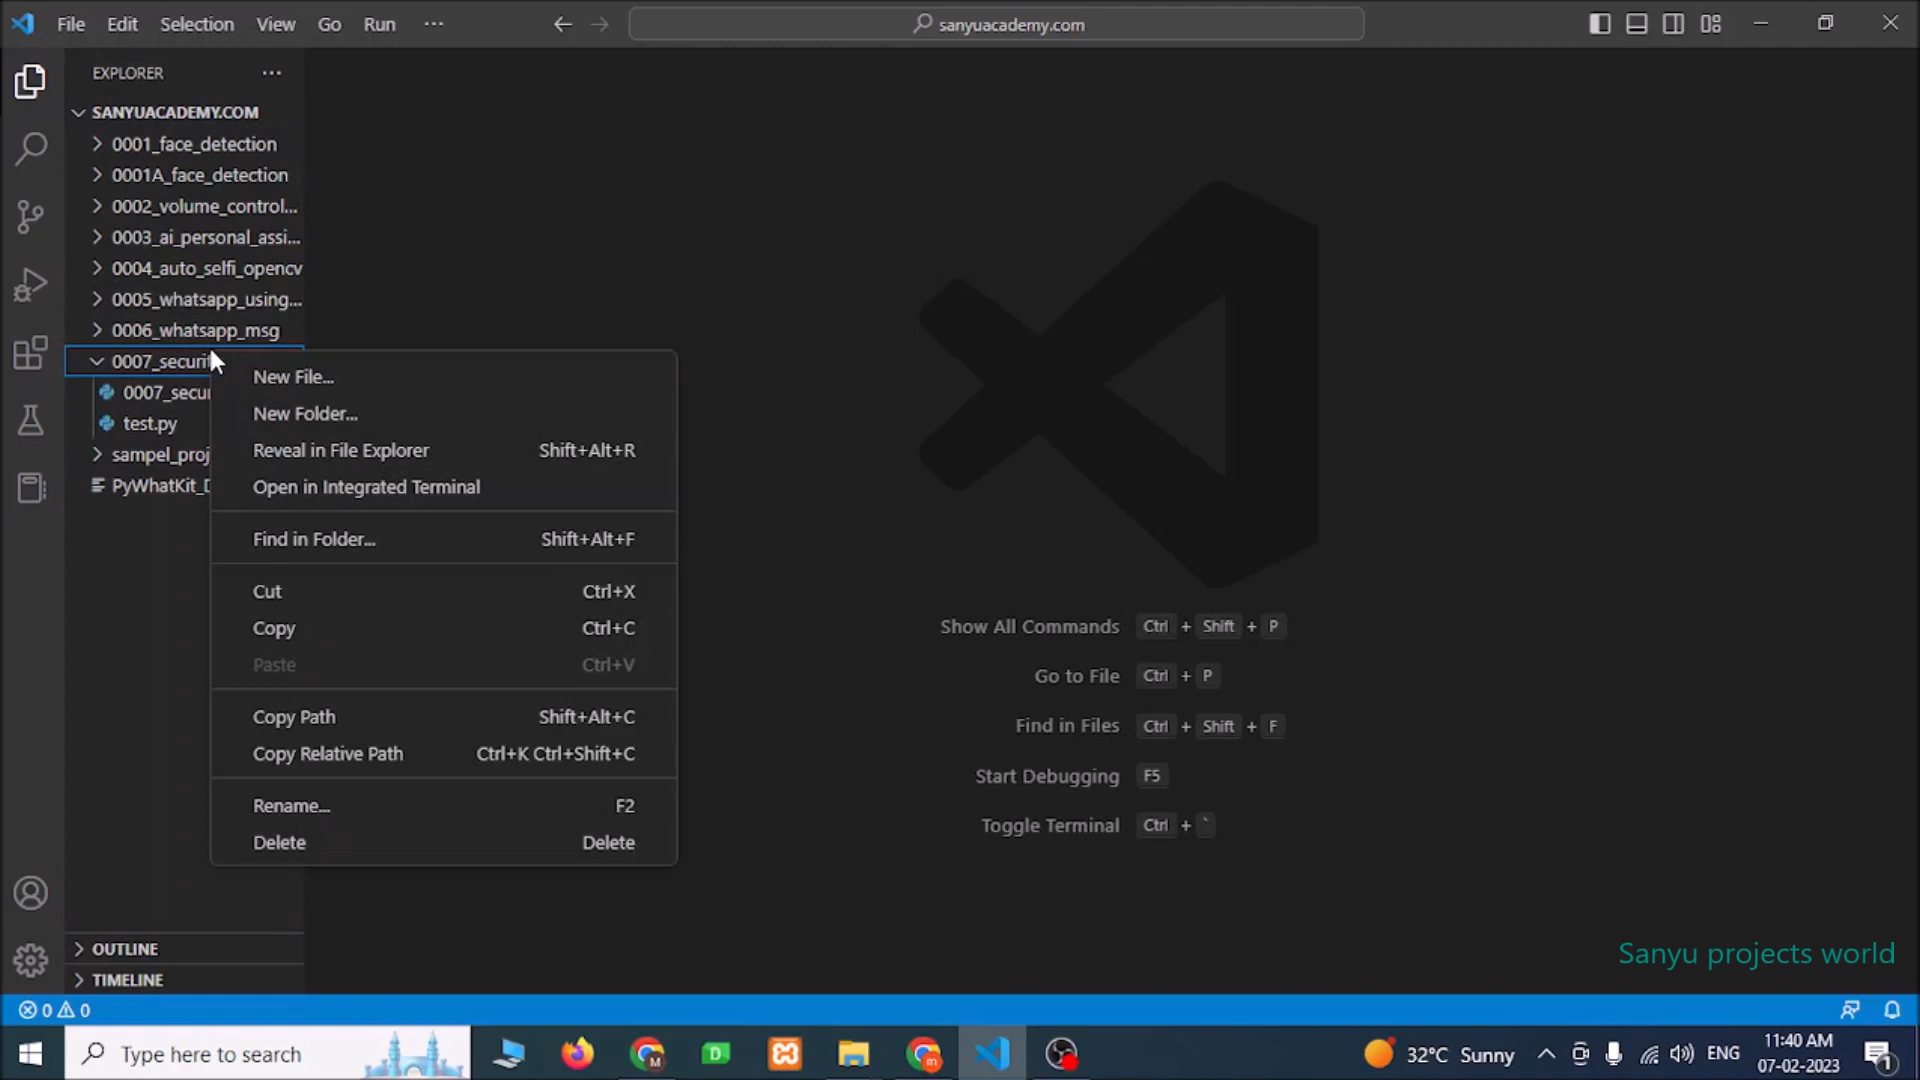 File Edit Selection View Go Run ···
sanyuacademy.com
EXPLORER ···
SANYUACADEMY.COM
0001_face_detection
0001A_face_detection
0002_volume_control...
0003_ai_personal_assi...
0004_auto_selfi_opencv
0005_whatsapp_using...
0006_whatsapp_msg
0007_securit
0007_secu
test.py
sampel_proj
PyWhatKit_D
New File...
New Folder...
Reveal in File Explorer Shift+Alt+R
Open in Integrated Terminal
Find in Folder... Shift+Alt+F
Cut Ctrl+X
Copy Ctrl+C
Paste Ctrl+V
Copy Path Shift+Alt+C
Copy Relative Path Ctrl+K Ctrl+Shift+C
Rename... F2
Delete Delete
Show All Commands Ctrl + Shift + P
Go to File Ctrl + P
Find in Files Ctrl + Shift + F
Start Debugging F5
Toggle Terminal Ctrl + `
OUTLINE
TIMELINE
Sanyu projects world
0 0
Type here to search
32°C Sunny
ENG
11:40 AM
07-02-2023
1